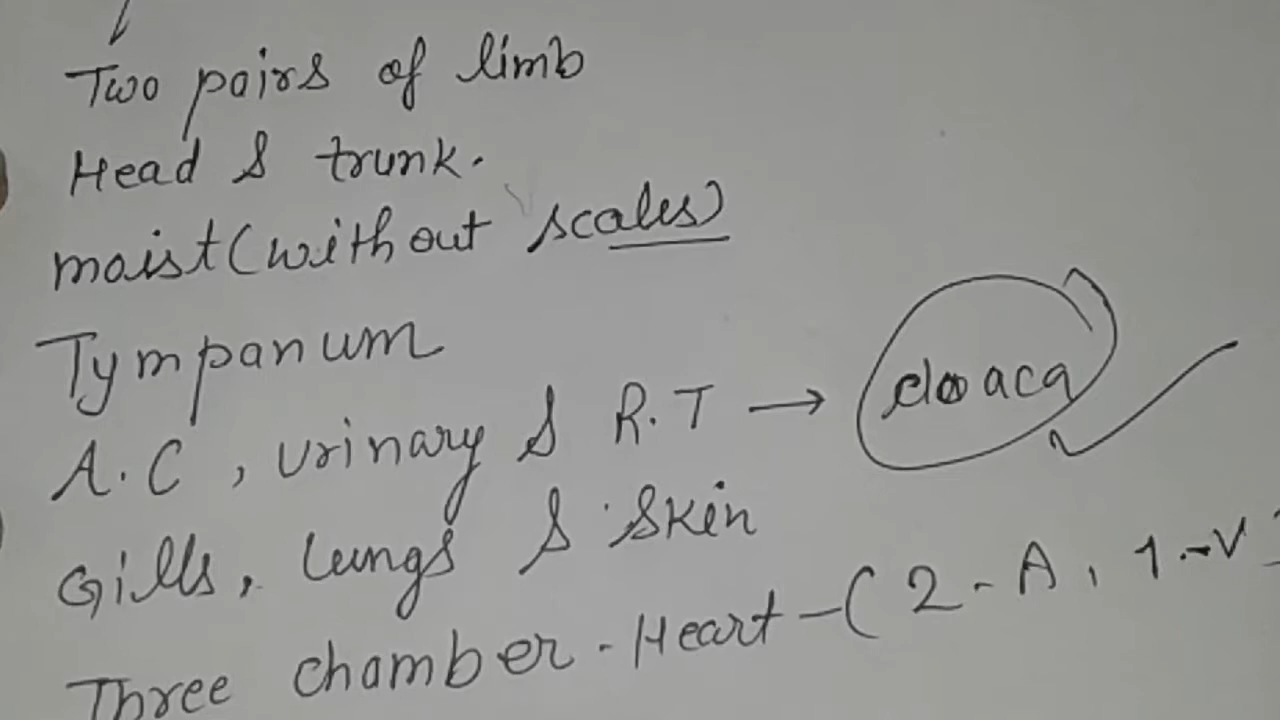 Two pairs of limb
Head & trunk.
moist (without scales)
Tympanum
A.C, urinary & R.T → cloaca
Gills, lungs & skin
Three chamber - Heart - (2-A, 1-V)